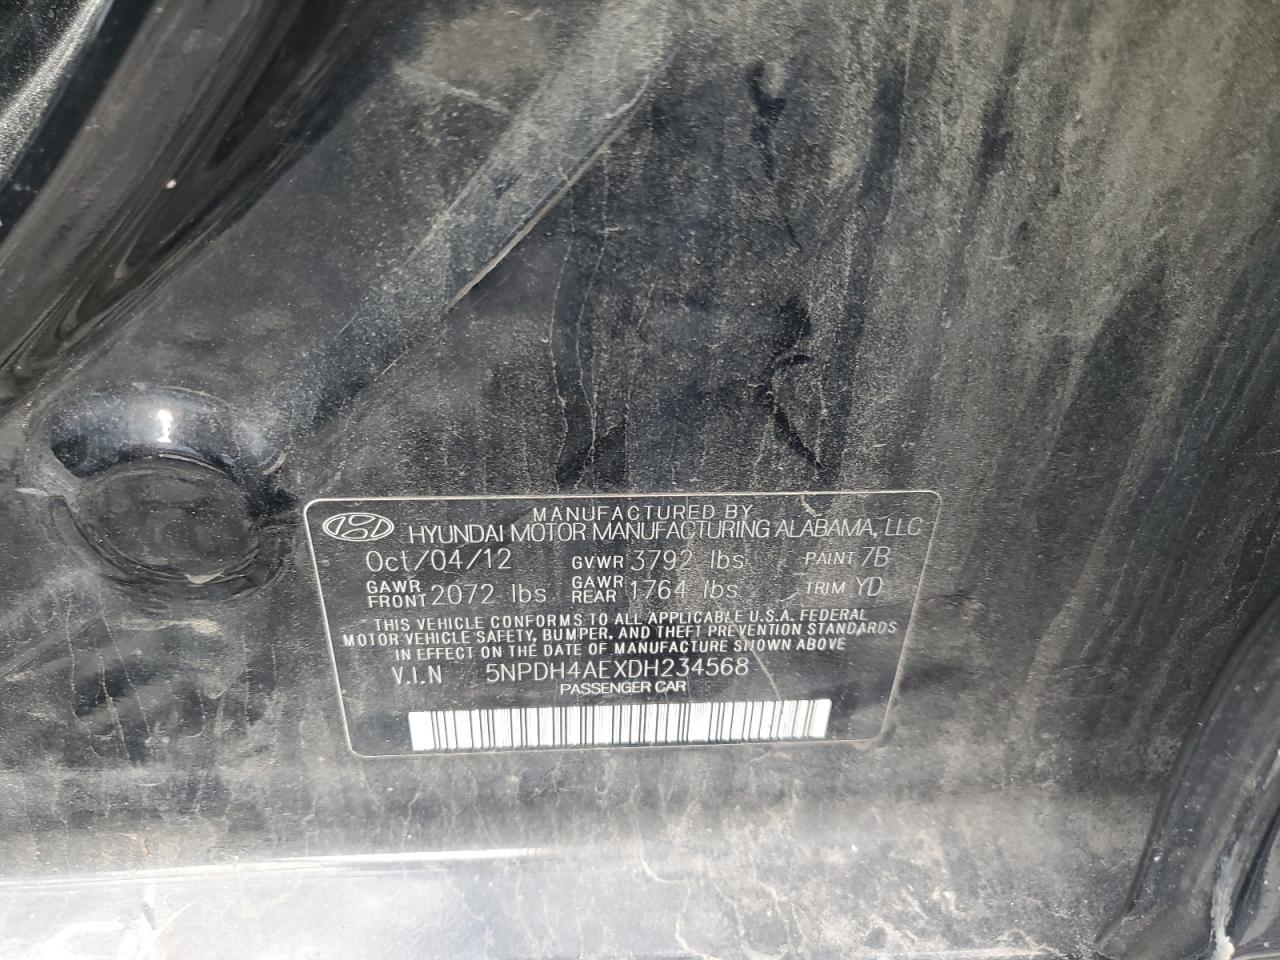 MANUFACTURED BY
HYUNDAI MOTOR MANUFACTURING ALABAMA, LLC
Oct/04/12 GVWR 3792 lbs PAINT 7B
GAWR FRONT 2072 lbs GAWR REAR 1764 lbs TRIM YD
THIS VEHICLE CONFORMS TO ALL APPLICABLE U.S.A. FEDERAL
MOTOR VEHICLE SAFETY, BUMPER, AND THEFT PREVENTION STANDARDS
IN EFFECT ON THE DATE OF MANUFACTURE SHOWN ABOVE
V.I.N 5NPDH4AEXDH234568
PASSENGER CAR